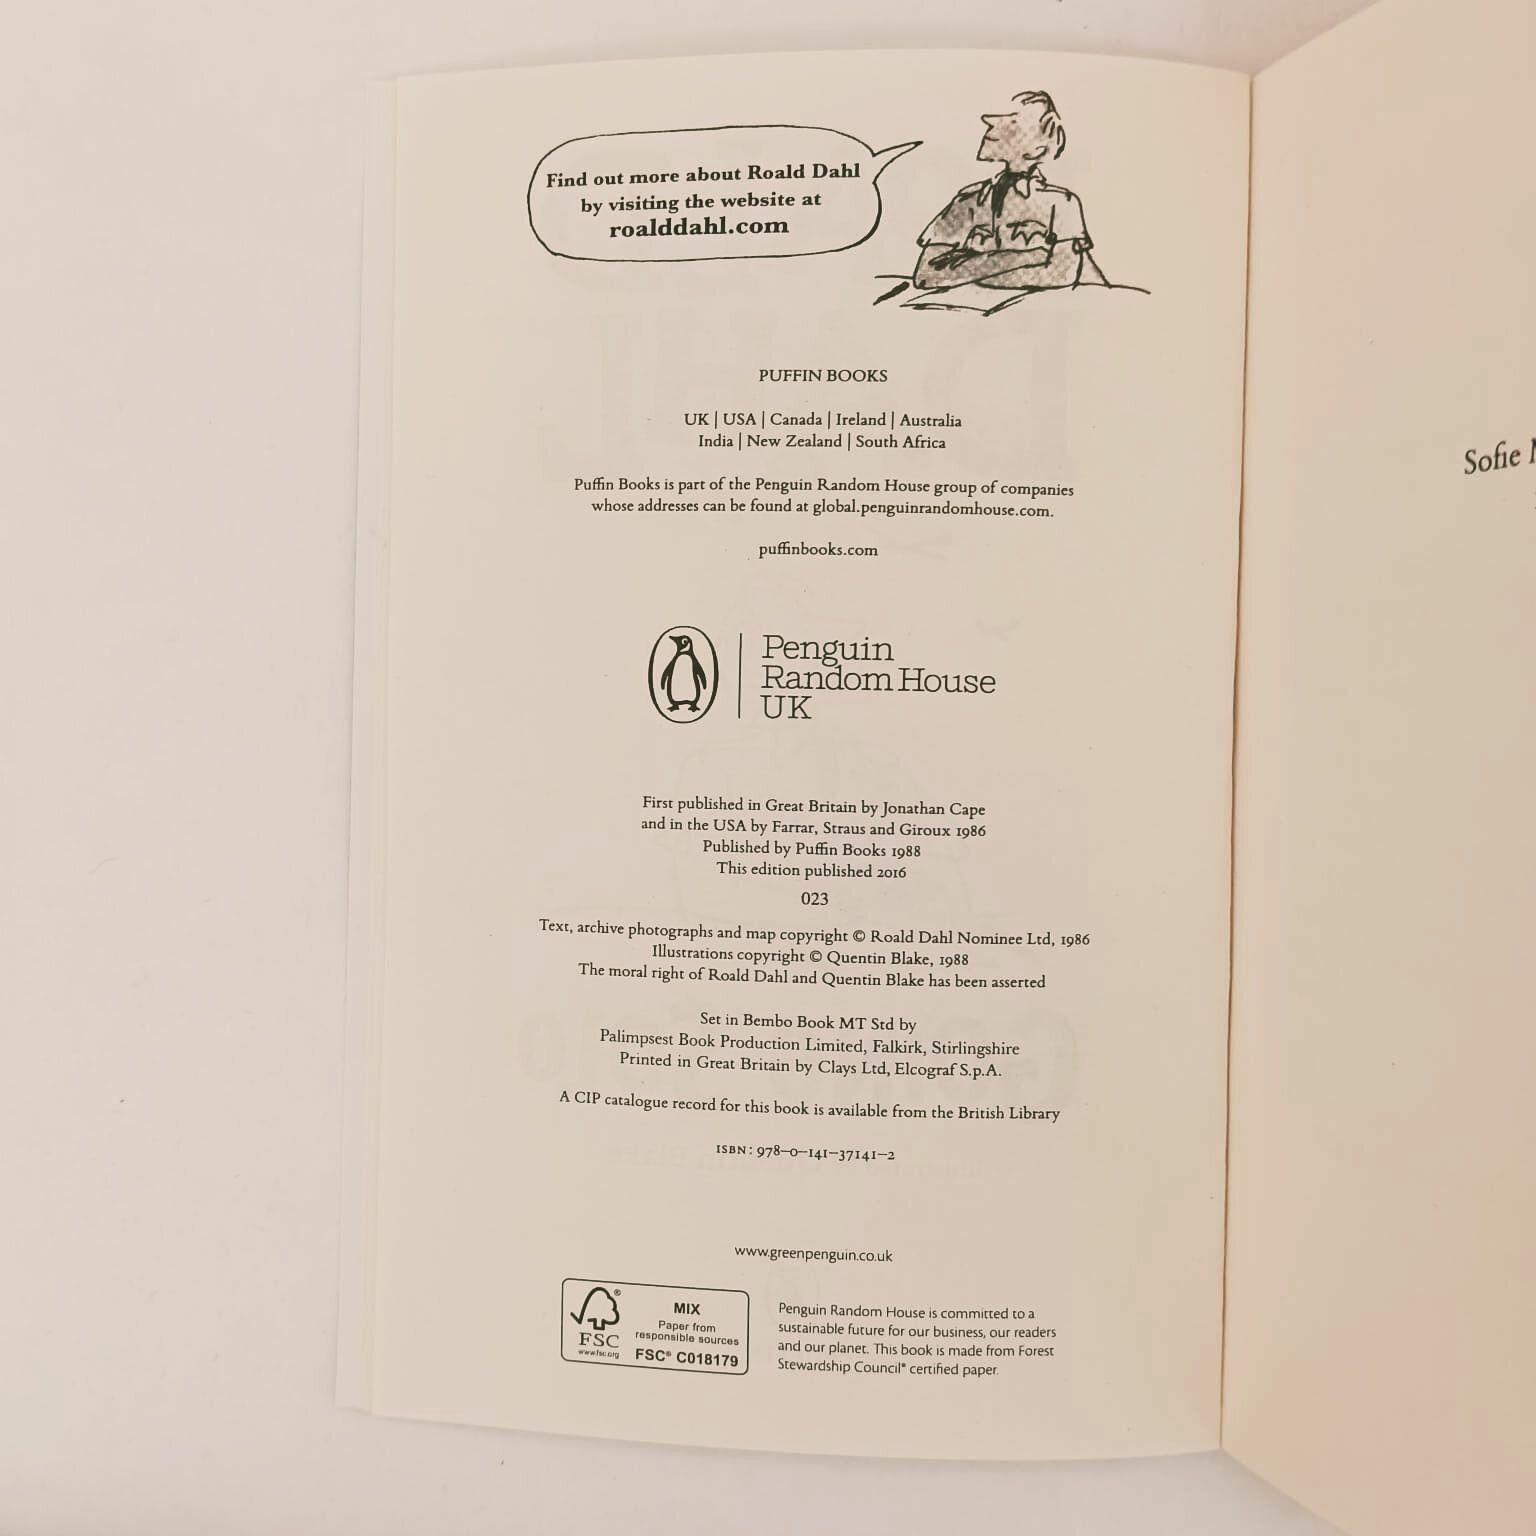 Find out more about Roald Dahl
by visiting the website at
roalddahl.com
PUFFIN BOOKS
UK | USA | Canada | Ireland | Australia
India | New Zealand | South Africa
Puffin Books is part of the Penguin Random House group of companies
whose addresses can be found at global.penguinrandomhouse.com.
puffinbooks.com
Penguin
Random House
UK
First published in Great Britain by Jonathan Cape
and in the USA by Farrar, Straus and Giroux 1986
Published by Puffin Books 1988
This edition published 2016
023
Text, archive photographs and map copyright © Roald Dahl Nominee Ltd, 1986
Illustrations copyright © Quentin Blake, 1988
The moral right of Roald Dahl and Quentin Blake has been asserted
Set in Bembo Book MT Std by
Palimpsest Book Production Limited, Falkirk, Stirlingshire
Printed in Great Britain by Clays Ltd, Elcograf S.p.A.
A CIP catalogue record for this book is available from the British Library
ISBN: 978–0–141–37141–2
www.greenpenguin.co.uk
MIX
Paper from
responsible sources
FSC® C018179
FSC
www.fsc.org
Penguin Random House is committed to a
sustainable future for our business, our readers
and our planet. This book is made from Forest
Stewardship Council® certified paper.
Sofie